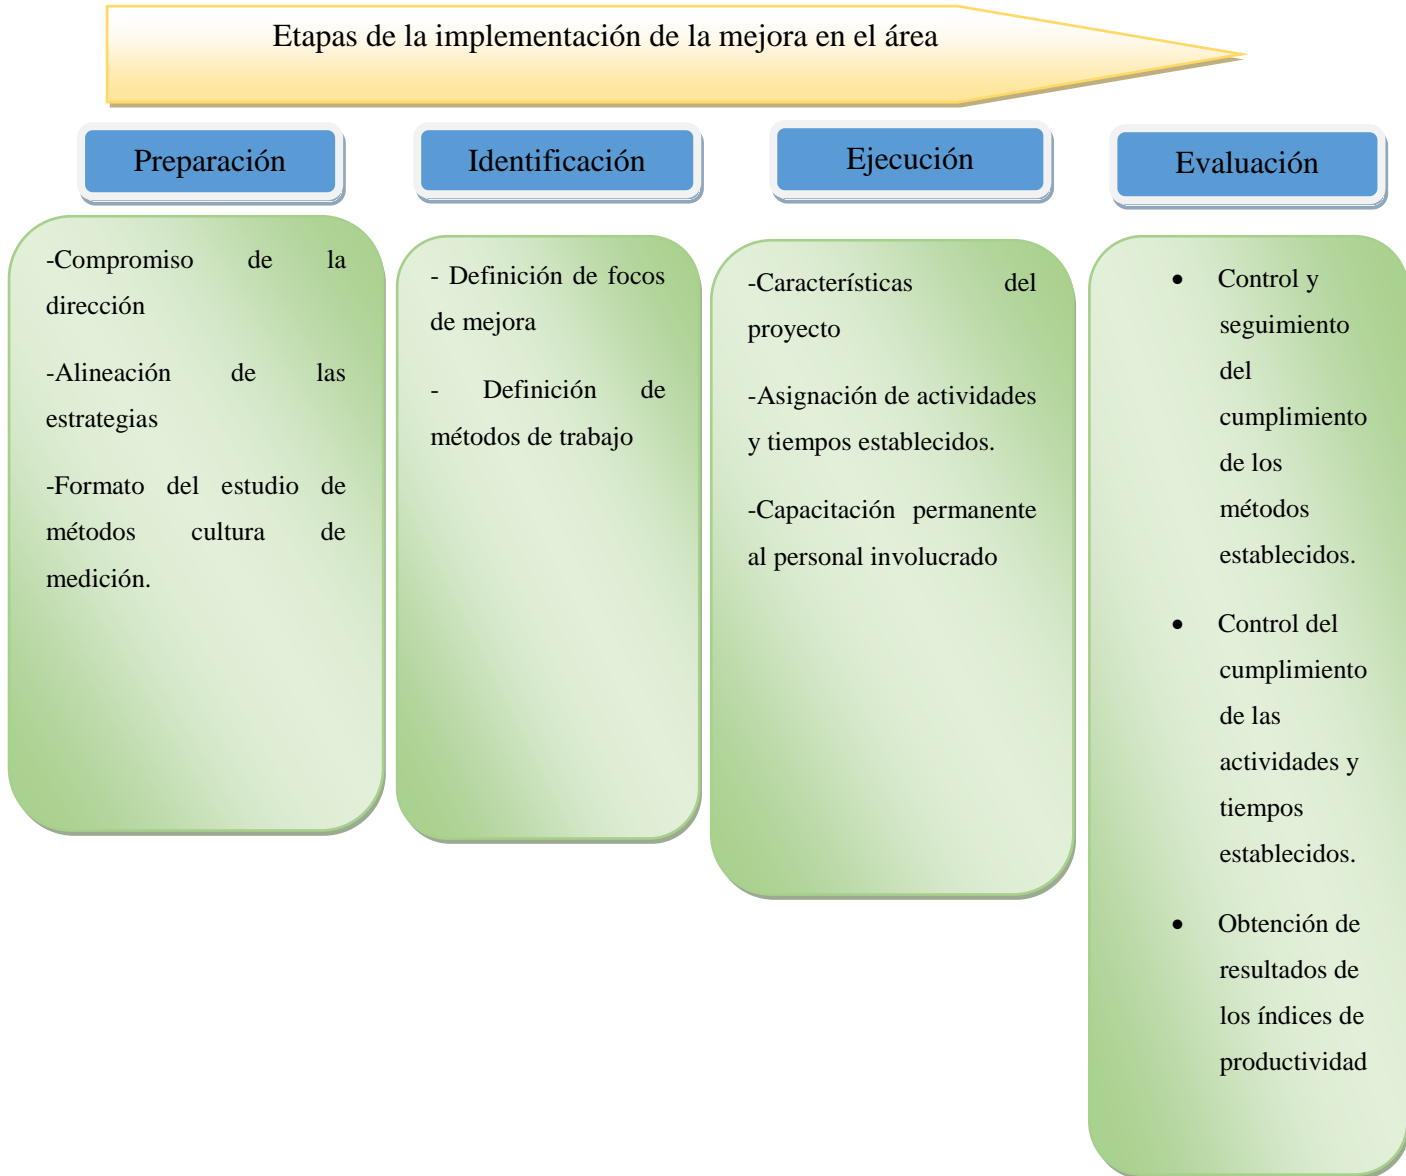 Etapas de la implementación de la mejora en el área
Preparación
-Compromiso de la
dirección
-Alineación de las
estrategias
-Formato del estudio de
métodos cultura de
medición.
Identificación
- Definición de focos
de mejora
- Definición de
métodos de trabajo
Ejecución
-Características del
proyecto
-Asignación de actividades
y tiempos establecidos.
-Capacitación permanente
al personal involucrado
Evaluación
• Control y
seguimiento
del
cumplimiento
de los
métodos
establecidos.
• Control del
cumplimiento
de las
actividades y
tiempos
establecidos.
• Obtención de
resultados de
los índices de
productividad